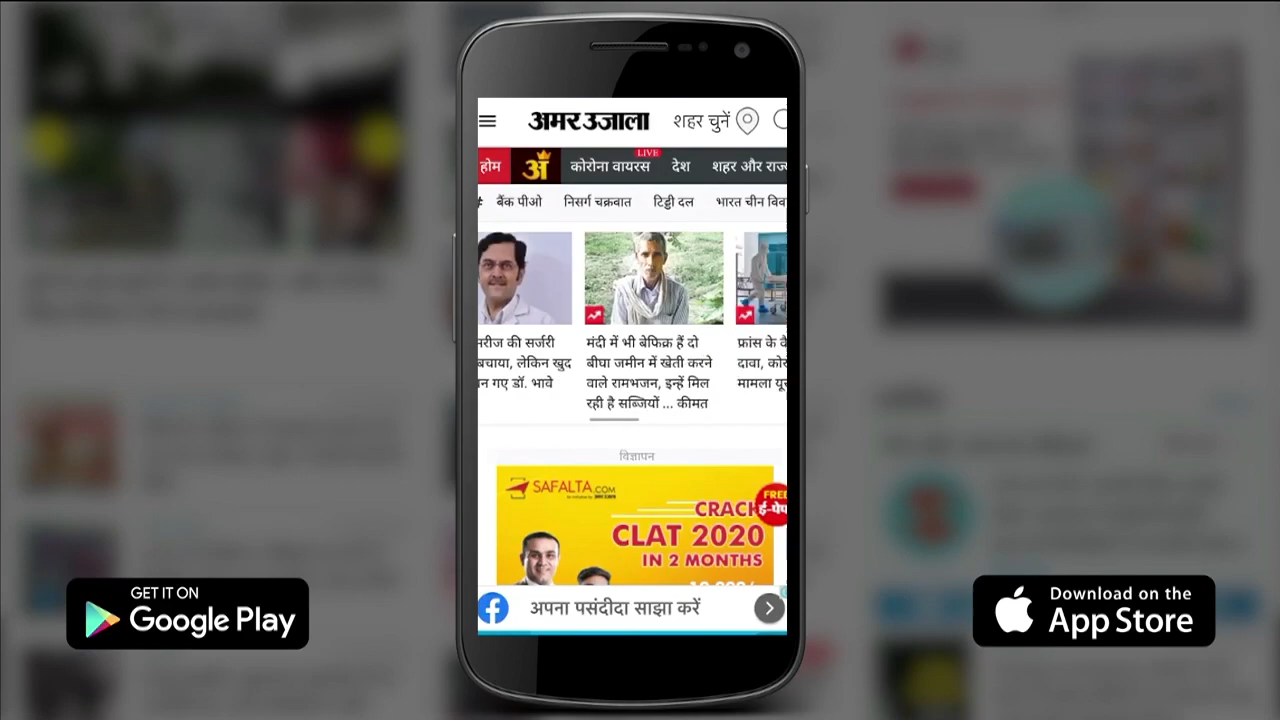 अमर उजाला
शहर चुनें
होम
अ
कोरोना वायरस
LIVE
देश
शहर और राज्य
# बैंक पीओ
निसर्ग चक्रवात
टिड्डी दल
भारत चीन विवा
मरीज की सर्जरी
बचाया, लेकिन खुद
गए डॉ. भावे
मंदी में भी बेफिक्र हैं दो
बीघा जमीन में खेती करने
वाले रामभजन, इन्हें मिल
रही है सब्जियों ... कीमत
फ्रांस के वै
दावा, कोर
मामला यू
विज्ञापन
SAFALTA.COM
CRACK
CLAT 2020
IN 2 MONTHS
FREE
ई-पेप
अपना पसंदीदा साझा करें
GET IT ON
Google Play
Download on the
App Store